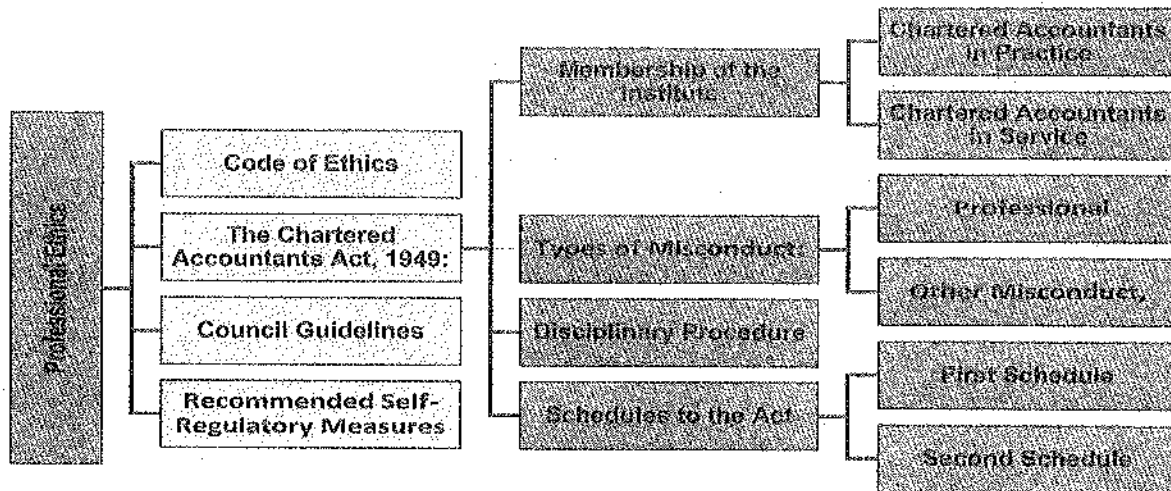 Professional Ethics
Code of Ethics
The Chartered
Accountants Act, 1949:
Council Guidelines
Recommended Self-
Regulatory Measures
Membership of the
Institute
Types of Misconduct:
Disciplinary Procedure
Schedules to the Act
Chartered Accountants
in Practice
Chartered Accountants
in Service
Professional
Other Misconduct,
First Schedule
Second Schedule